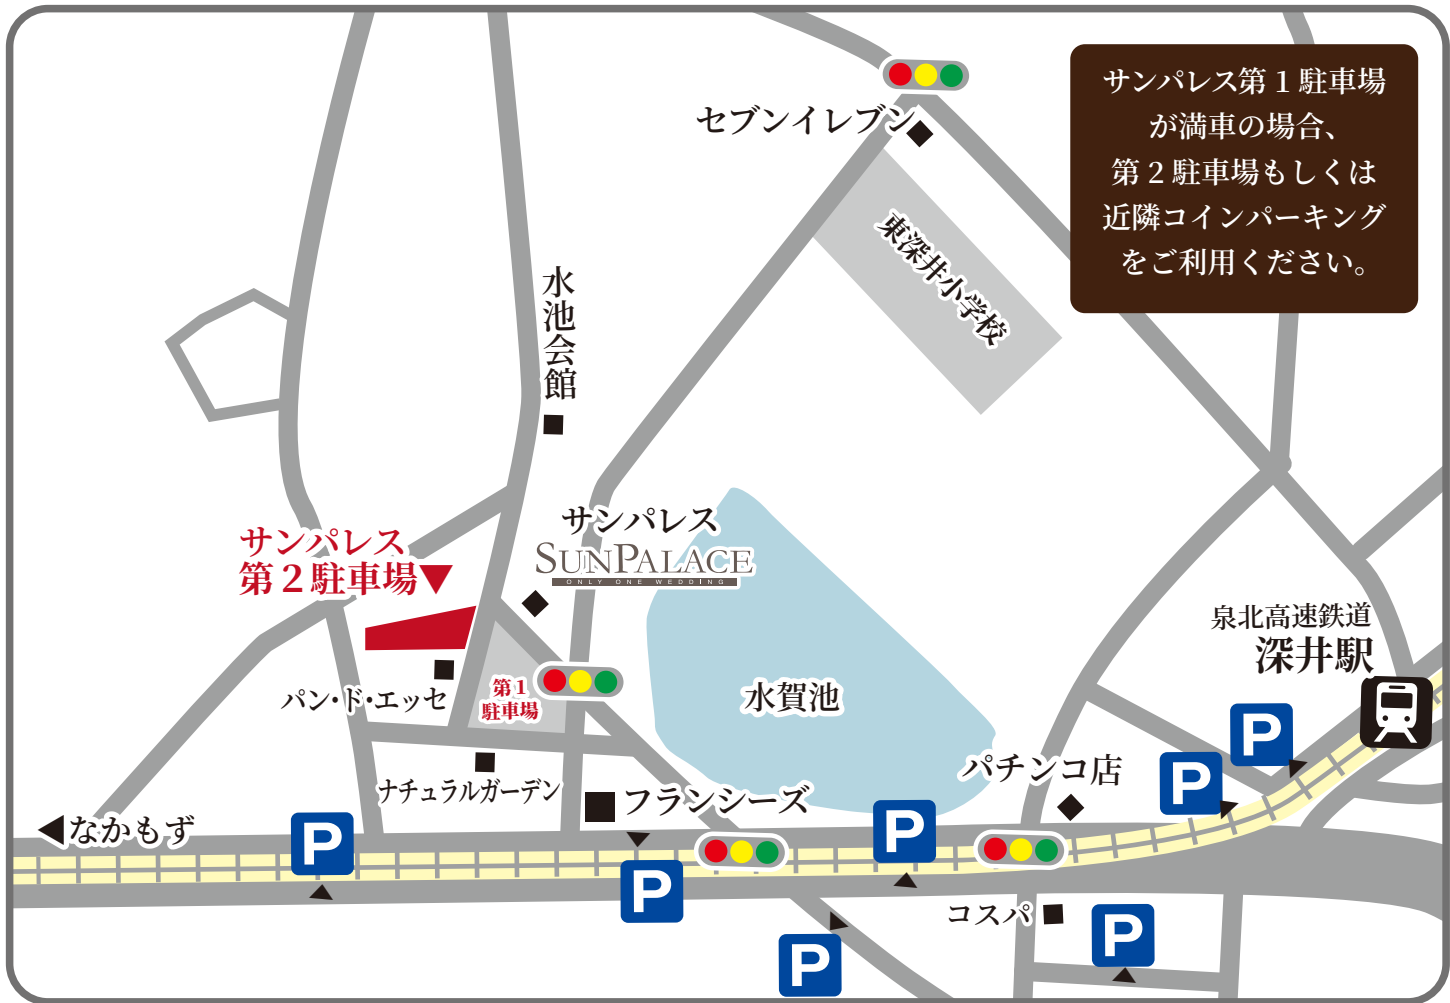 サンパレス第1駐車場
が満車の場合、
第2駐車場もしくは
近隣コインパーキング
をご利用ください。
セブンイレブン
東深井小学校
水池会館
サンパレス
SUNPALACE
ONLY ONE WEDDING
サンパレス
第2駐車場▼
泉北高速鉄道
深井駅
パン・ド・エッセ
第1
駐車場
水賀池
ナチュラルガーデン
フランシーズ
パチンコ店
◀なかもず
コスパ
P
P
P
P
P
P
P